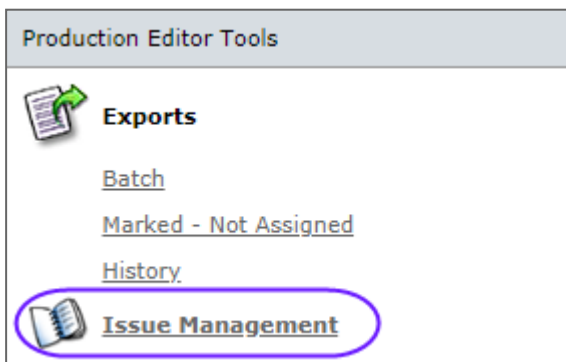 Production Editor Tools
Exports
Batch
Marked - Not Assigned
History
Issue Management